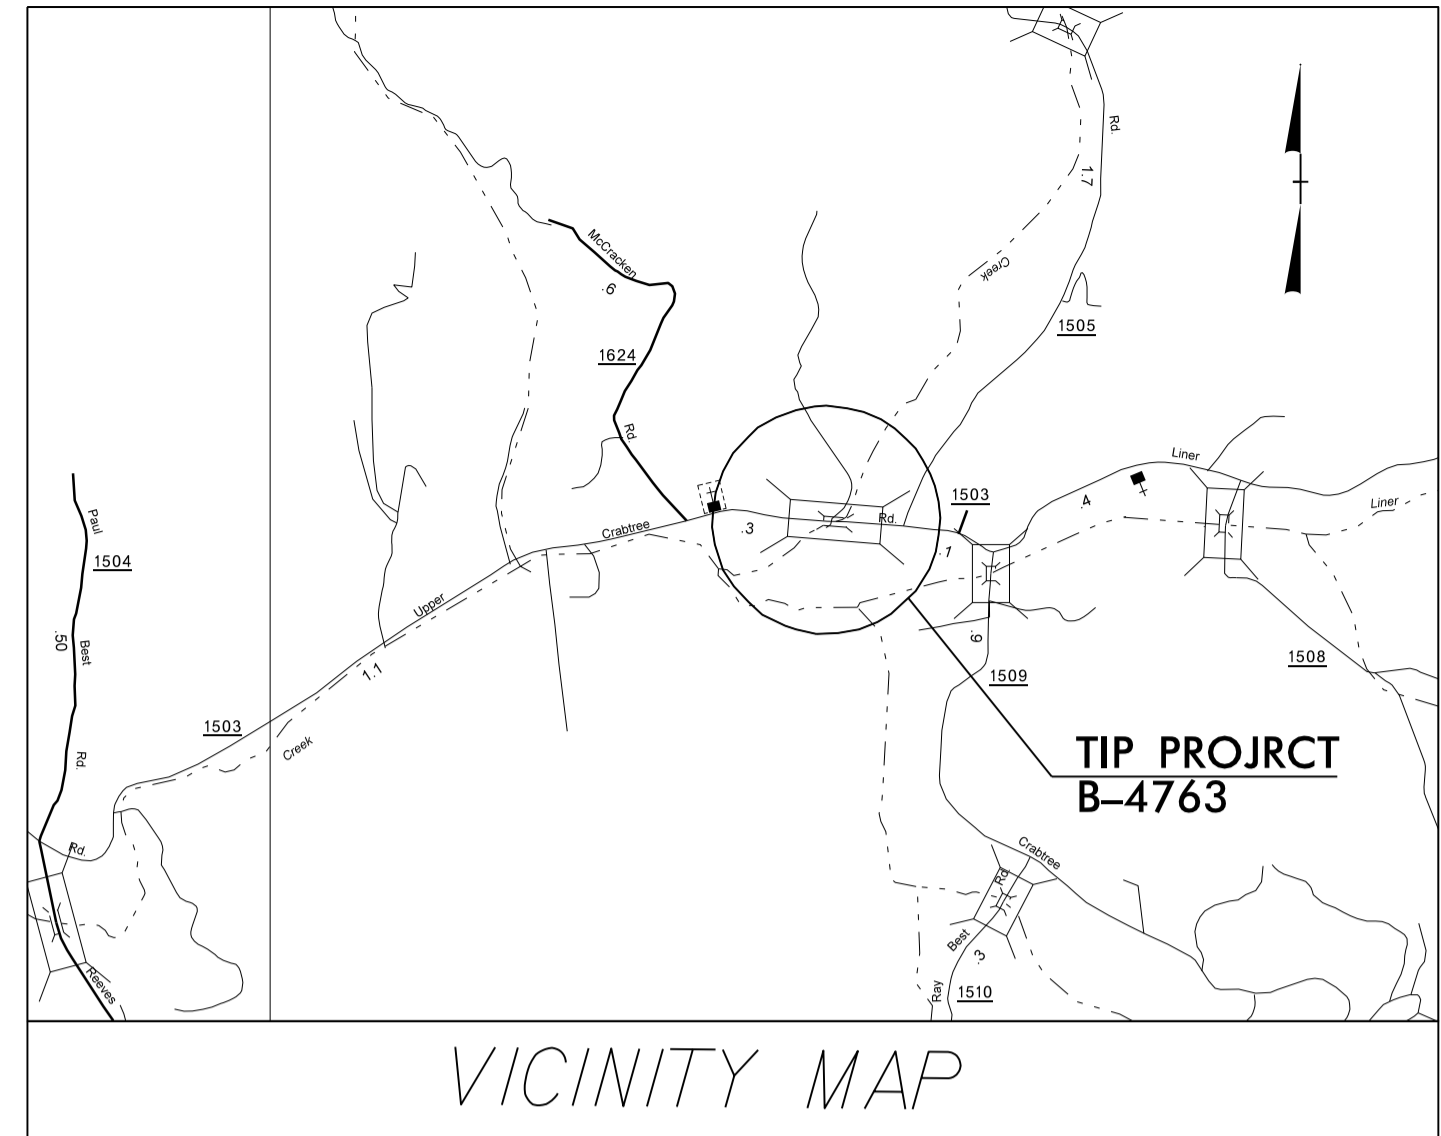 Rd.
1.7
McCracken
.6
Creek
1505
1624
Rd.
Liner
Liner
1503
.4
Crabtree
.3
Rd.
.1
Paul
1504
Upper
.50
Best
1.1
.6
1509
1508
1503
Creek
Rd.
TIP PROJRCT
B–4763
Rd.
Crabtree
Rd.
Best
.3
Reeves
Ray
1510
VICINITY MAP